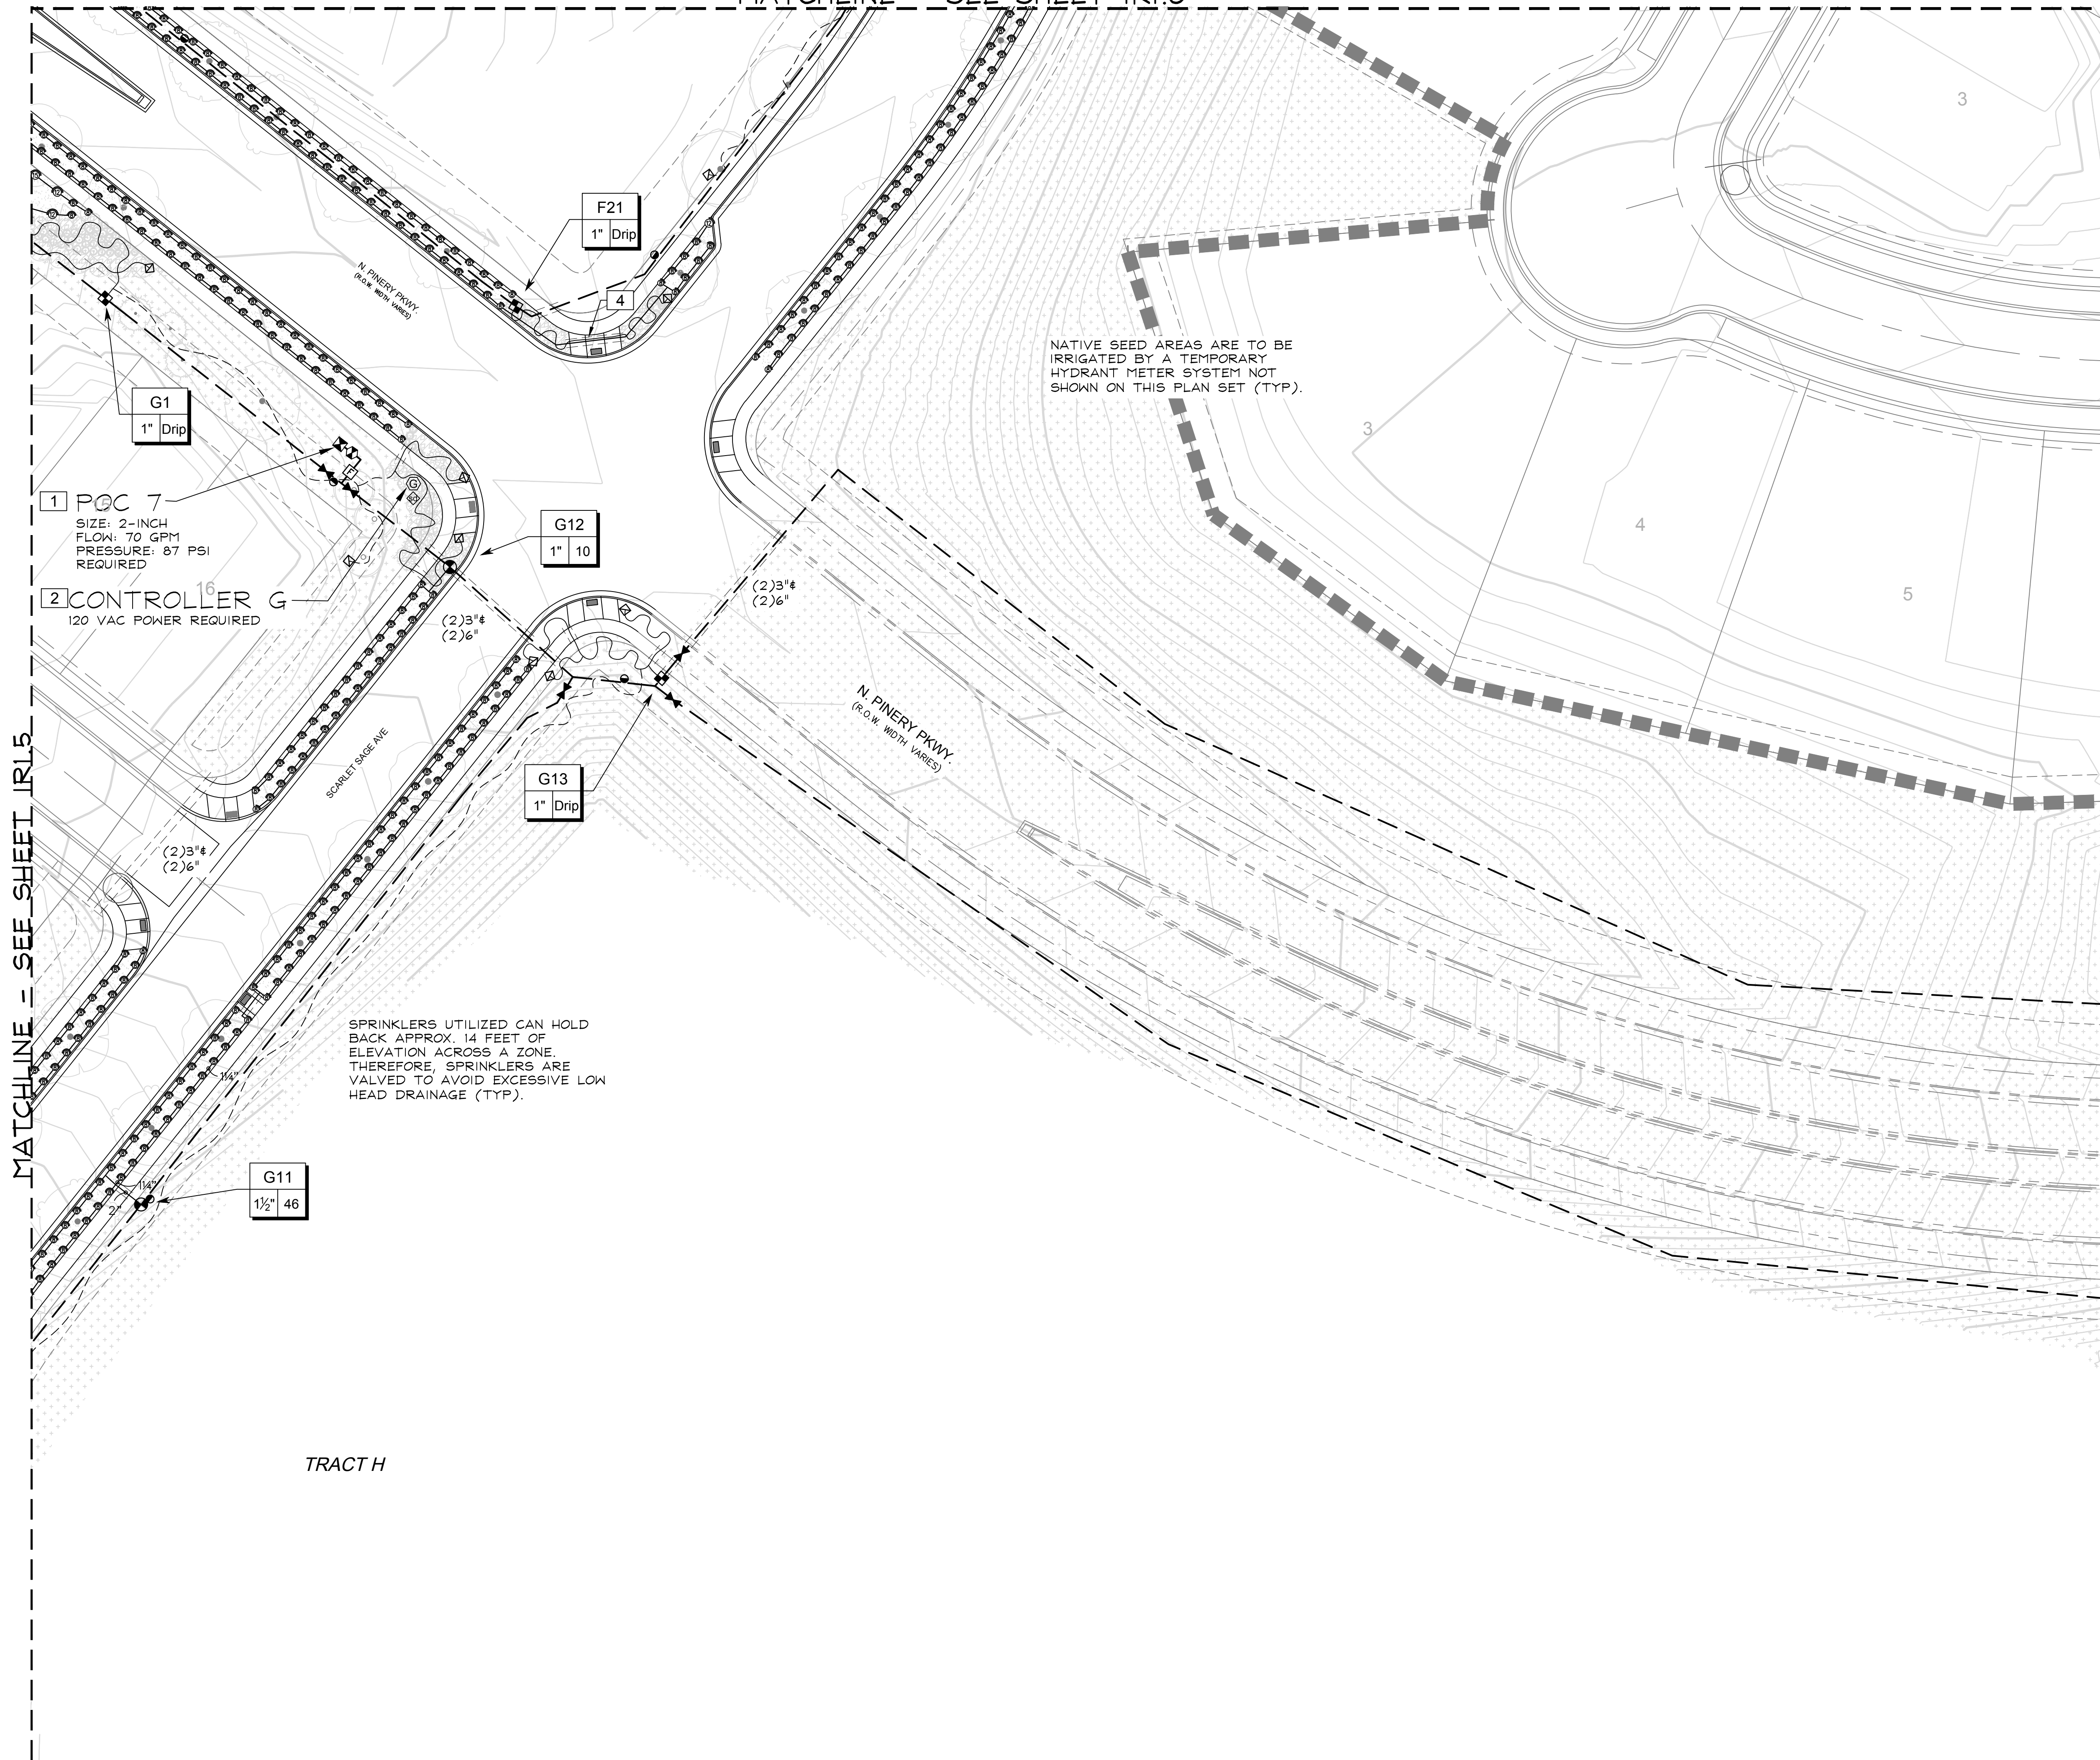 3
F21
1" Drip
4
N. PINERY PKWY.
(R.O.W. WIDTH VARIES)
NATIVE SEED AREAS ARE TO BE
IRRIGATED BY A TEMPORARY
HYDRANT METER SYSTEM NOT
SHOWN ON THIS PLAN SET (TYP).
G1
1" Drip
3
1 POC 7
SIZE: 2-INCH
FLOW: 70 GPM
PRESSURE: 87 PSI
REQUIRED
G
G12
1" 10
4
16
2 CONTROLLER G
120 VAC POWER REQUIRED
(2)3"&
(2)6"
(2)3"&
(2)6"
5
N. PINERY PKWY.
(R.O.W. WIDTH VARIES)
SCARLET SAGE AVE
G13
1" Drip
MATCHLINE - SEE SHEET IR1.5
(2)3"&
(2)6"
SPRINKLERS UTILIZED CAN HOLD
BACK APPROX. 14 FEET OF
ELEVATION ACROSS A ZONE.
THEREFORE, SPRINKLERS ARE
VALVED TO AVOID EXCESSIVE LOW
HEAD DRAINAGE (TYP).
1¼"
G11
1½" 46
1¼"
2"
TRACT H